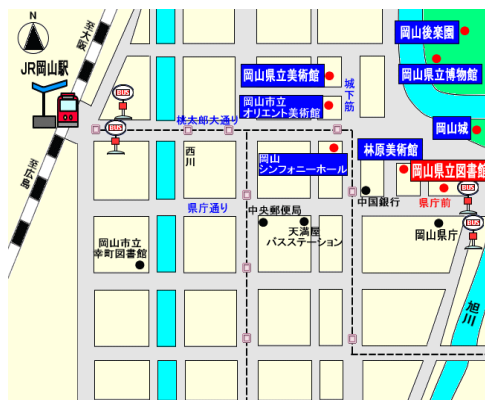 N
至大阪
JR岡山駅
BUS
BUS
至広島
岡山後楽園
岡山県立博物館
岡山県立美術館
城下筋
岡山市立
オリエント美術館
桃太郎大通り
岡山城
西川
岡山
シンフォニーホール
林原美術館
岡山県立図書館
BUS
中国銀行
県庁前
県庁通り
中央郵便局
天満屋
バスステーション
岡山県庁
BUS
岡山市立
幸町図書館
旭川